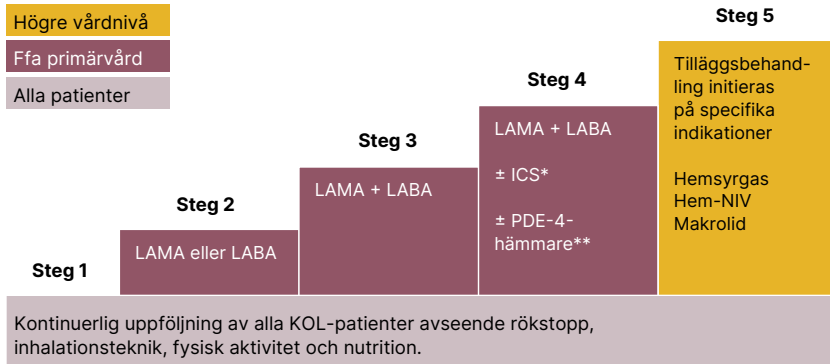 Högre vårdnivå
Ffa primärvård
Alla patienter
Steg 1
Steg 2
LAMA eller LABA
Steg 3
LAMA + LABA
Steg 4
LAMA + LABA
± ICS*
± PDE-4-
hämmare**
Steg 5
Tilläggsbehand-
ling initieras
på specifika
indikationer
Hemsyrgas
Hem-NIV
Makrolid
Kontinuerlig uppföljning av alla KOL-patienter avseende rökstopp,
inhalationsteknik, fysisk aktivitet och nutrition.